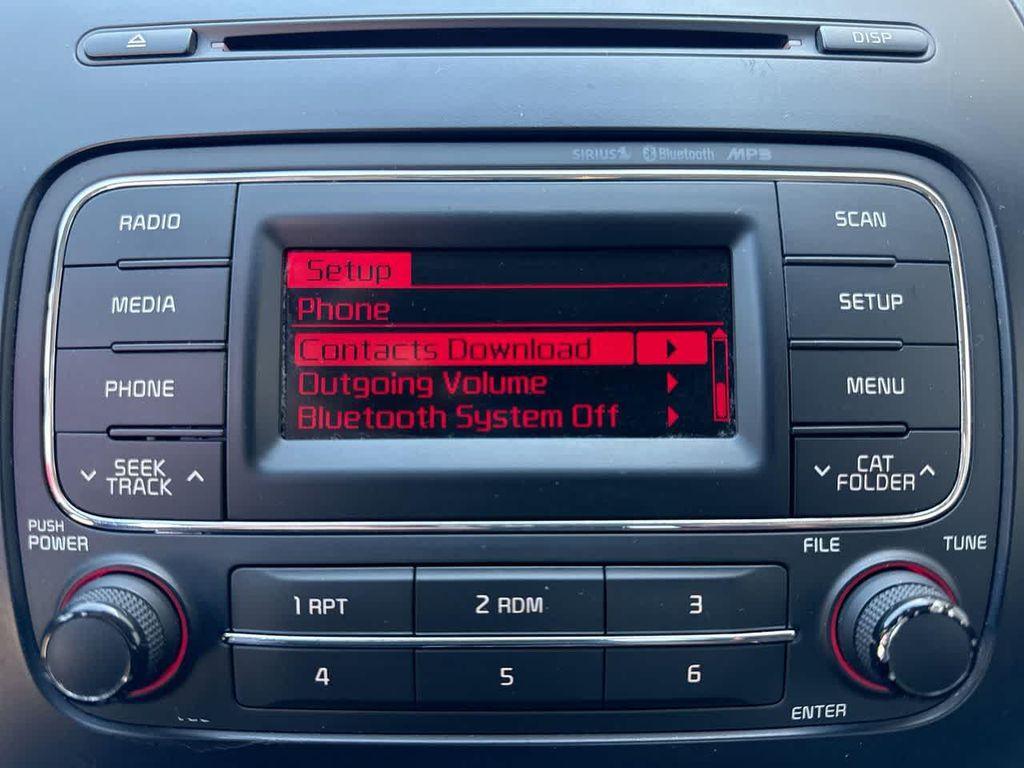 DISP
SIRIUS Bluetooth MP3
RADIO
MEDIA
PHONE
SEEK
TRACK
Setup
Phone
Contacts Download
Outgoing Volume
Bluetooth System Off
SCAN
SETUP
MENU
CAT
FOLDER
PUSH
POWER
FILE
TUNE
1 RPT
2 RDM
3
4
5
6
ENTER